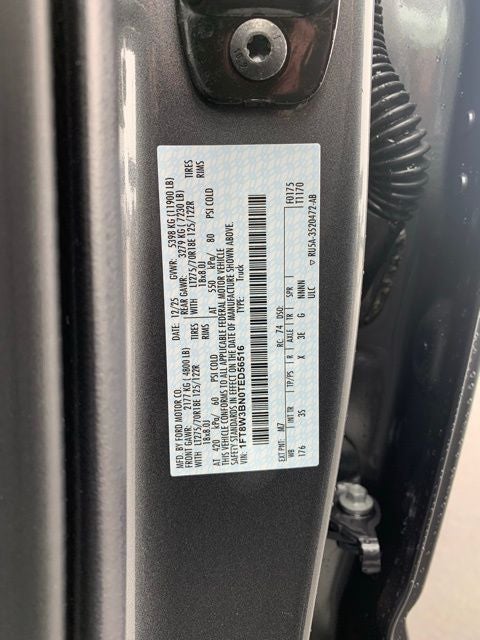 MFD. BY FORD MOTOR CO.
DATE: 12/25 GVWR: 5398 KG (11900 LB)
FRONT GAWR: 2177 KG (4800 LB) REAR GAWR: 3279 KG (7230 LB)
WITH LT275/70R18E 125/122R TIRES WITH LT275/70R18E 125/122R TIRES
18x8.0J RIMS 18x8.0J RIMS
AT 420 kPa/ 60 PSI COLD AT 550 kPa/ 80 PSI COLD
THIS VEHICLE CONFORMS TO ALL APPLICABLE FEDERAL MOTOR VEHICLE
SAFETY STANDARDS IN EFFECT ON THE DATE OF MANUFACTURE SHOWN ABOVE.
VIN: 1FT8W3BN0TED56516 TYPE: Truck
F0175
T1170
EXT PNT: M7 RC: 74 DSO:
WB INT TR TP/PS R AXLE TR SPR
176 3S X 3E G NNNN
ULC ▽ RU5A-3520472-AB